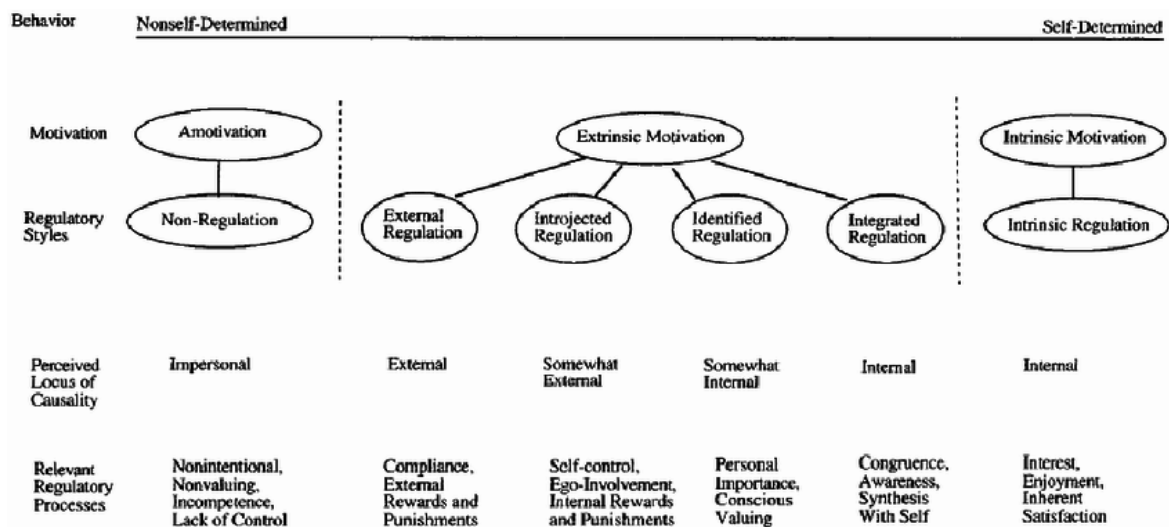 Behavior
Nonself-Determined
Self-Determined
Motivation
Amotivation
Extrinsic Motivation
Intrinsic Motivation
Regulatory
Styles
Non-Regulation
External
Regulation
Introjected
Regulation
Identified
Regulation
Integrated
Regulation
Intrinsic Regulation
Perceived
Locus of
Causality
Impersonal
External
Somewhat
External
Somewhat
Internal
Internal
Internal
Relevant
Regulatory
Processes
Nonintentional,
Nonvaluing,
Incompetence,
Lack of Control
Compliance,
External
Rewards and
Punishments
Self-control,
Ego-Involvement,
Internal Rewards
and Punishments
Personal
Importance,
Conscious
Valuing
Congruence,
Awareness,
Synthesis
With Self
Interest,
Enjoyment,
Inherent
Satisfaction